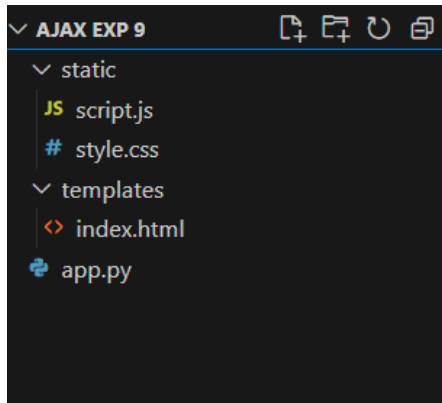 AJAX EXP 9
static
JS script.js
# style.css
templates
<> index.html
app.py